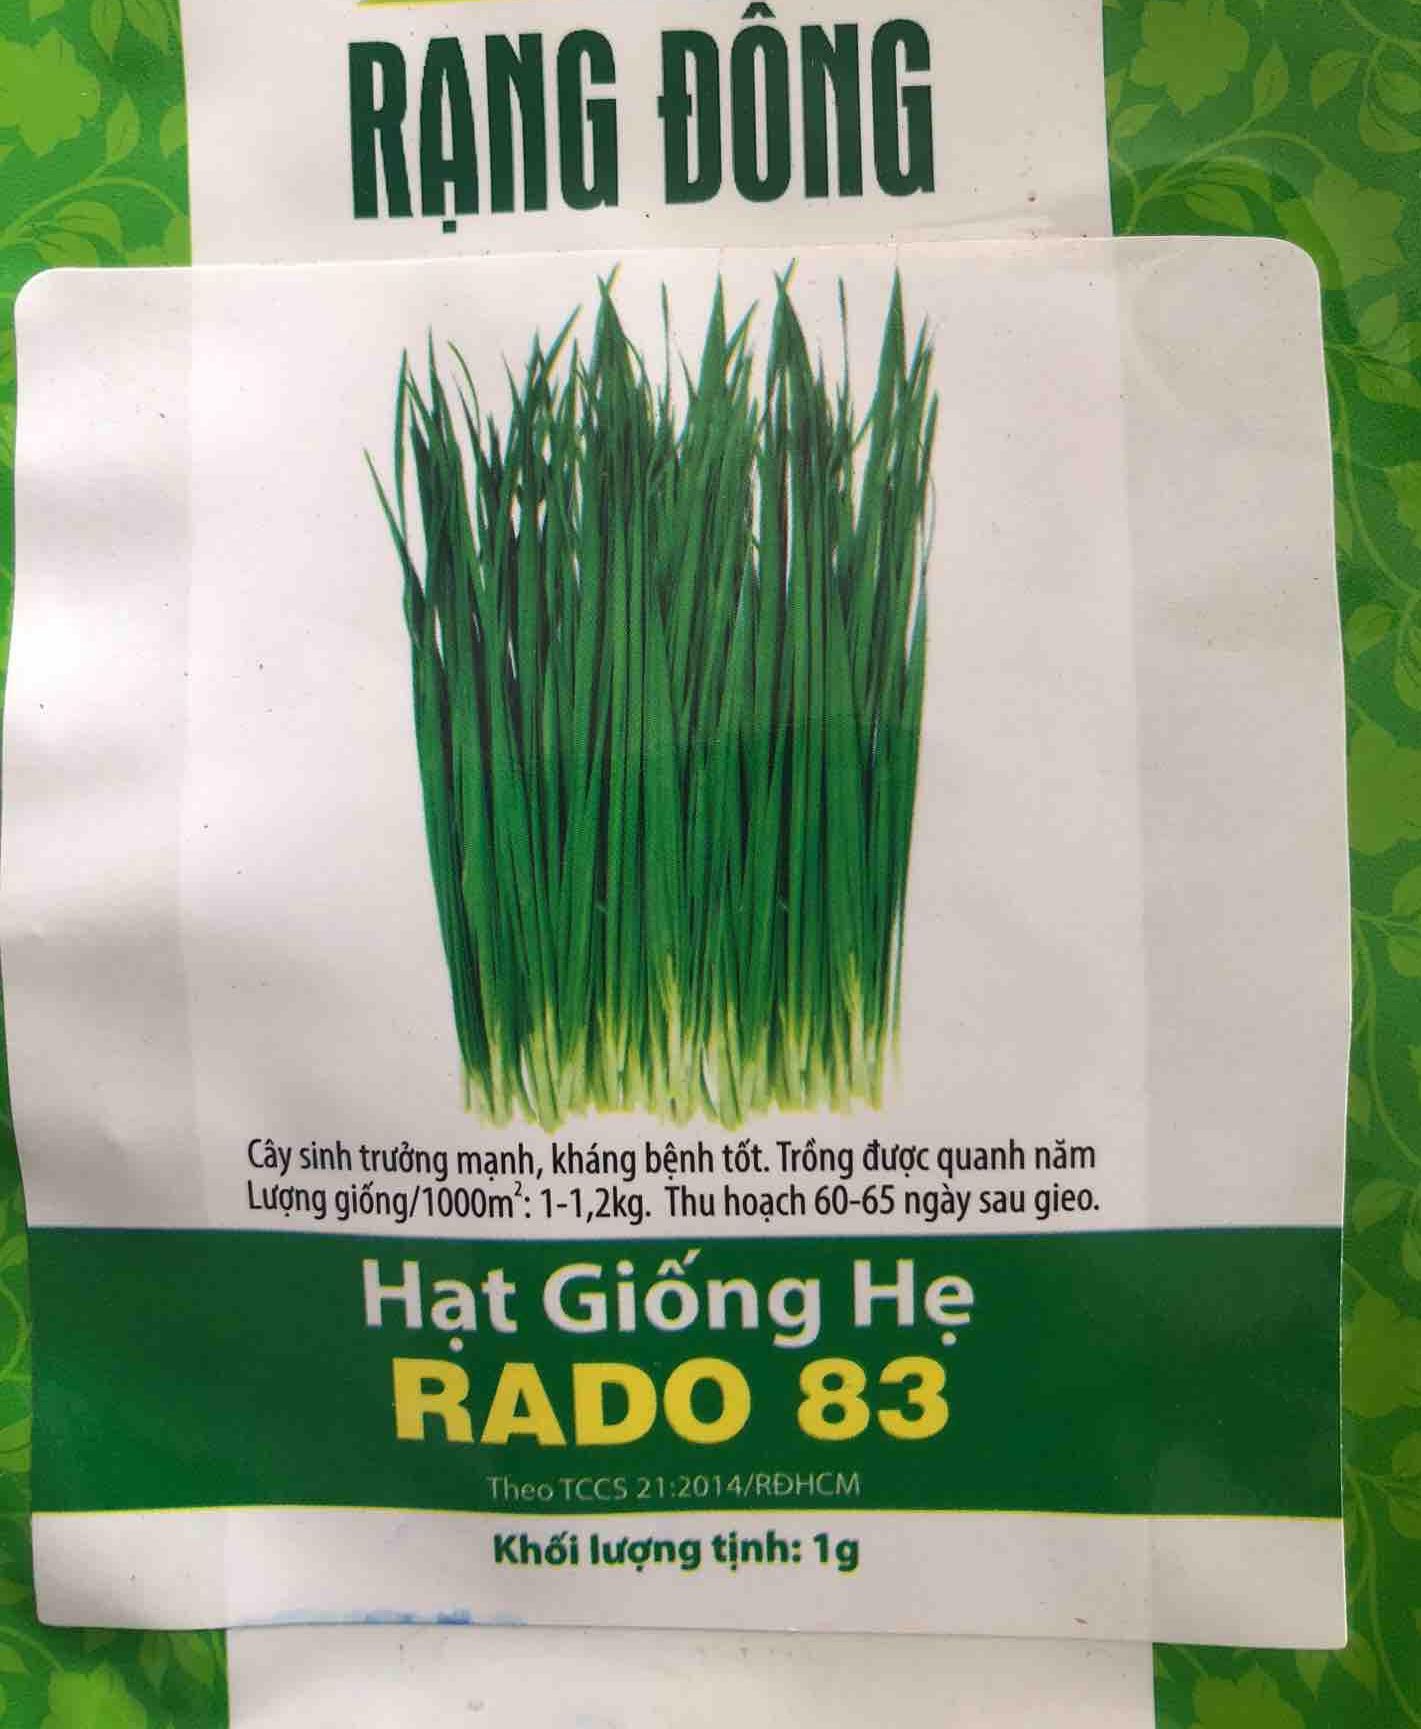 RẠNG ĐÔNG
Cây sinh trưởng mạnh, kháng bệnh tốt. Trồng được quanh năm
Lượng giống/1000m²: 1-1,2kg. Thu hoạch 60-65 ngày sau gieo.
Hạt Giống Hẹ
RADO 83
Theo TCCS 21:2014/RĐHCM
Khối lượng tịnh: 1g